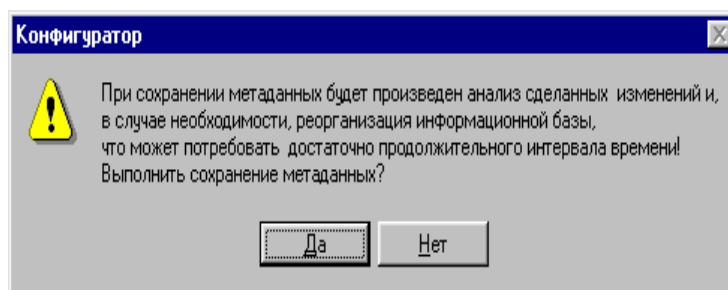 Конфигуратор
При сохранении метаданных будет произведен анализ сделанных изменений и,
в случае необходимости, реорганизация информационной базы,
что может потребовать достаточно продолжительного интервала времени!
Выполнить сохранение метаданных?
Да
Нет